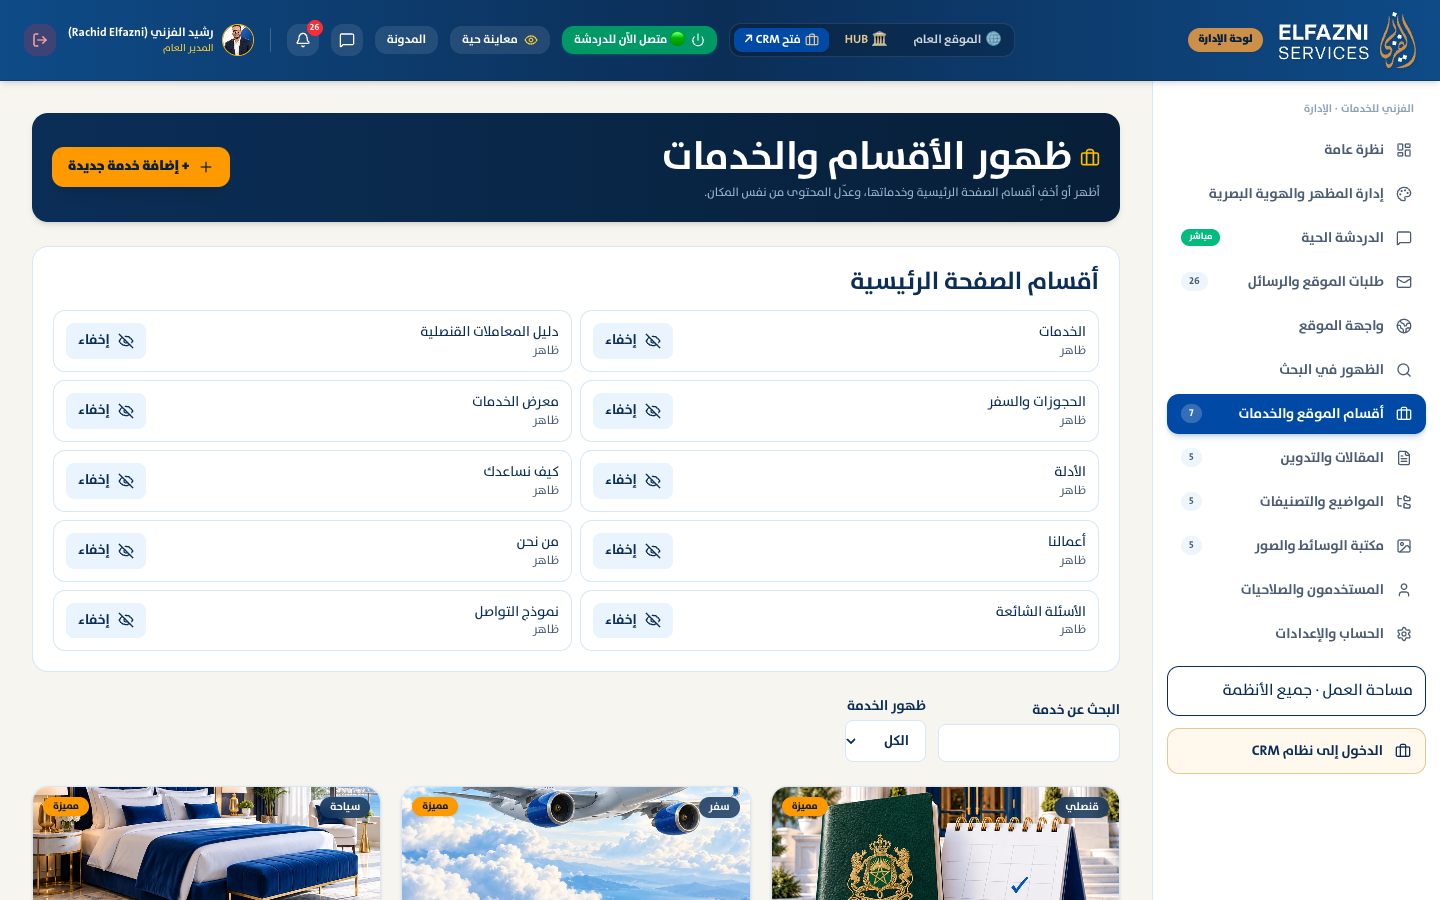 ELFAZNI
SERVICES
لوحة الإدارة
الموقع العام
HUB
فتح CRM ↗
متصل الآن للدردشة
معاينة حية
المدونة
26
رشيد الفزني (Rachid Elfazni)
المدير العام
الفزني للخدمات · الإدارة
نظرة عامة
إدارة المظهر والهوية البصرية
الدردشة الحية
مباشر
طلبات الموقع والرسائل
26
واجهة الموقع
الظهور في البحث
أقسام الموقع والخدمات
7
المقالات والتدوين
5
المواضيع والتصنيفات
5
مكتبة الوسائط والصور
5
المستخدمون والصلاحيات
الحساب والإعدادات
مساحة العمل · جميع الأنظمة
الدخول إلى نظام CRM
ظهور الأقسام والخدمات
أظهر أو أخفِ أقسام الصفحة الرئيسية وخدماتها، وعدّل المحتوى من نفس المكان.
+ إضافة خدمة جديدة
أقسام الصفحة الرئيسية
الخدمات
ظاهر
إخفاء
دليل المعاملات القنصلية
ظاهر
إخفاء
الحجوزات والسفر
ظاهر
إخفاء
معرض الخدمات
ظاهر
إخفاء
الأدلة
ظاهر
إخفاء
كيف نساعدك
ظاهر
إخفاء
أعمالنا
ظاهر
إخفاء
من نحن
ظاهر
إخفاء
الأسئلة الشائعة
ظاهر
إخفاء
نموذج التواصل
ظاهر
إخفاء
البحث عن خدمة
ظهور الخدمة
الكل
قنصلي
مميزة
سفر
مميزة
سياحة
مميزة